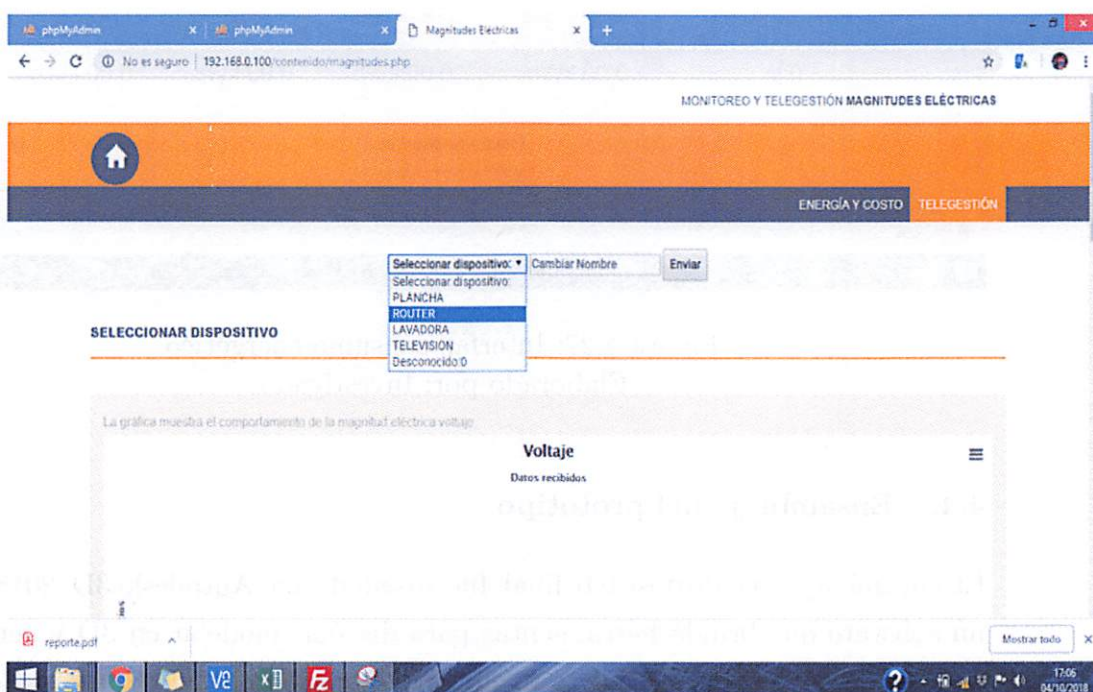 phpMyAdmin
phpMyAdmin
Magnitudes Eléctricas
No es seguro | 192.168.0.100/contenido/magnitudes.php
MONITOREO Y TELEGESTIÓN MAGNITUDES ELÉCTRICAS
ENERGÍA Y COSTO
TELEGESTIÓN
Seleccionar dispositivo:
Cambiar Nombre
Enviar
Seleccionar dispositivo:
PLANCHA
ROUTER
LAVADORA
TELEVISION
Desconocido:0
SELECCIONAR DISPOSITIVO
La gráfica muestra el comportamiento de la magnitud eléctrica voltaje
Voltaje
Datos recibidos
reporte.pdf
Mostrar todo
17:06
04/10/2018